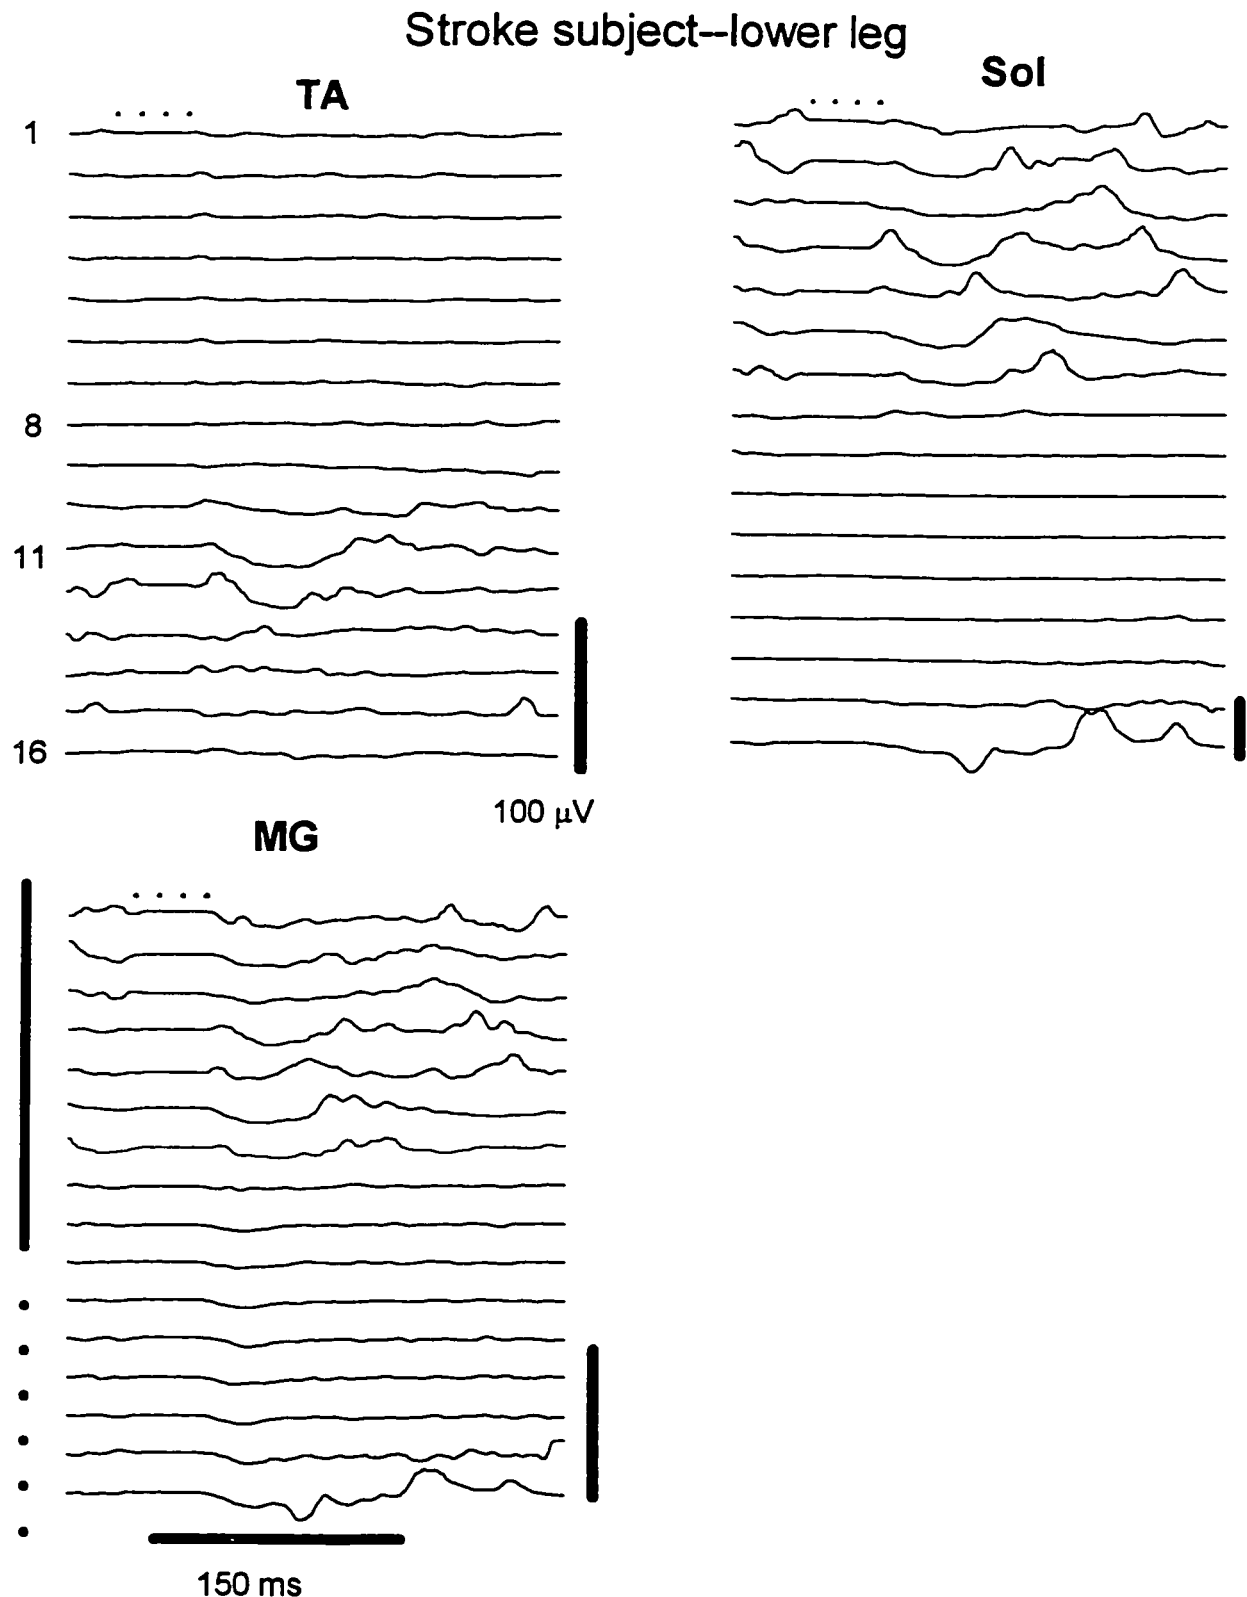 Stroke subject--lower leg
TA
Sol
1
8
11
16
100 μV
MG
150 ms